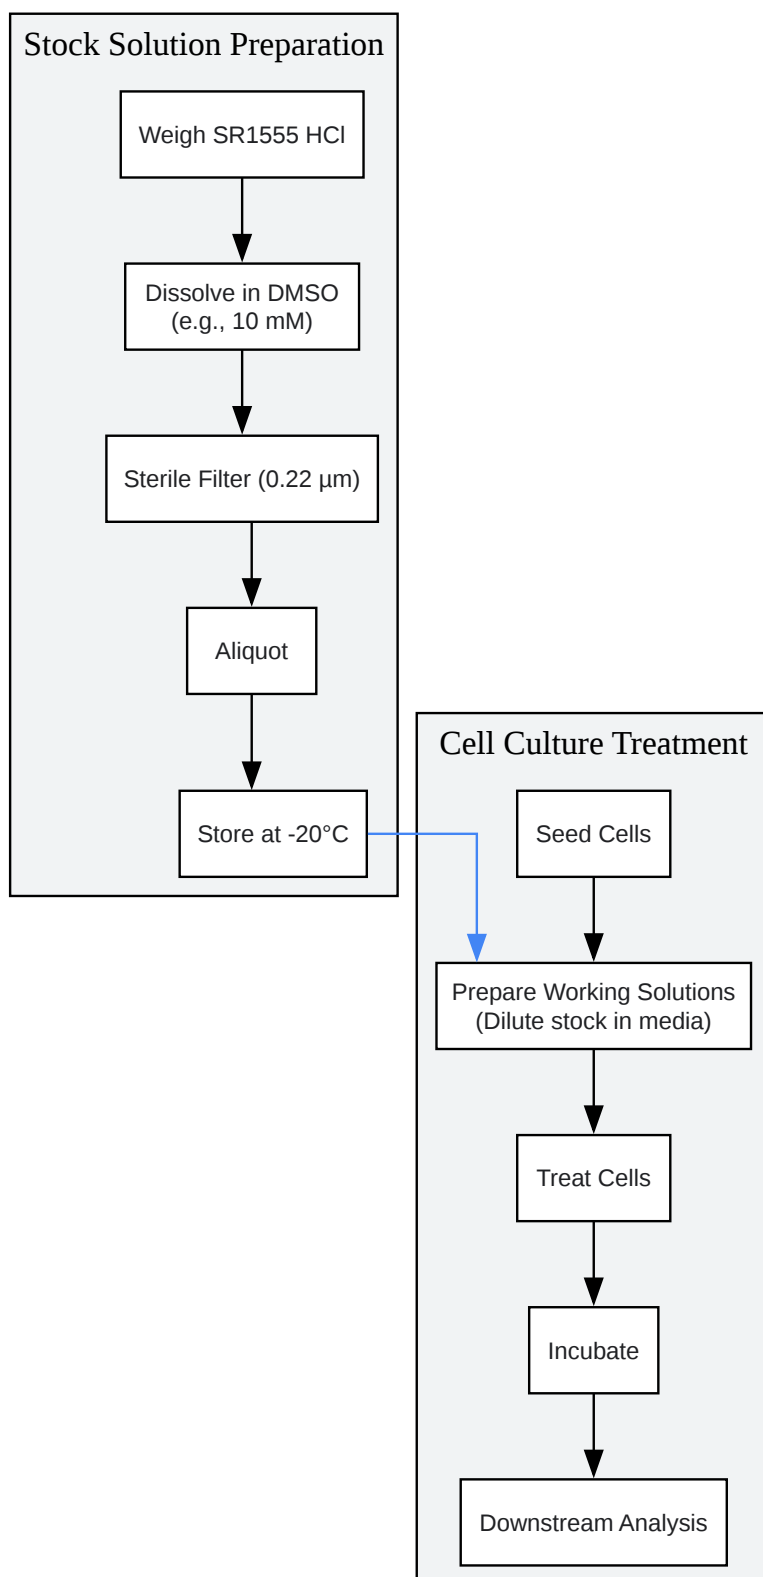 Stock Solution Preparation
Weigh SR1555 HCl
Dissolve in DMSO
(e.g., 10 mM)
Sterile Filter (0.22 µm)
Aliquot
Store at -20°C
Cell Culture Treatment
Seed Cells
Prepare Working Solutions
(Dilute stock in media)
Treat Cells
Incubate
Downstream Analysis